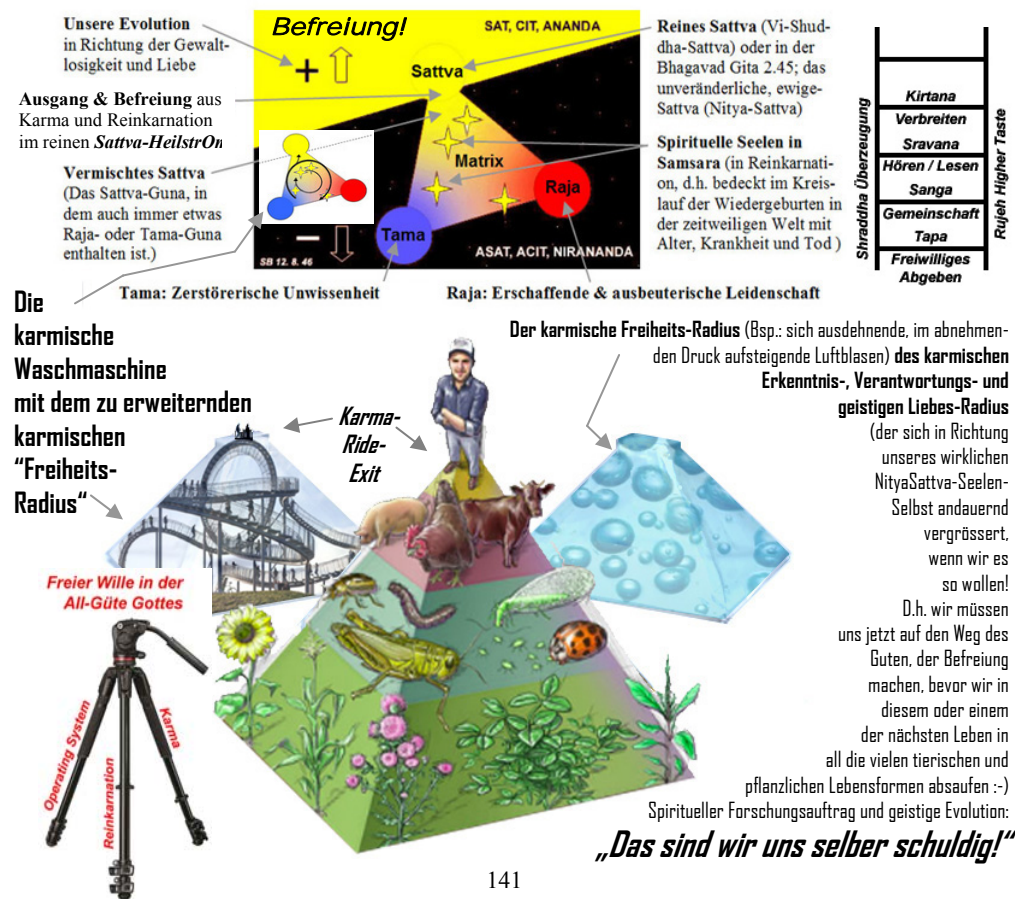 Unsere Evolution
in Richtung der Gewalt-
losigkeit und Liebe
Ausgang & Befreiung aus
Karma und Reinkarnation
im reinen Sattva-HeilstrOm
Vermischtes Sattva
(Das Sattva-Guna, in
dem auch immer etwas
Raja- oder Tama-Guna
enthalten ist.)
Befreiung!
SAT, CIT, ANANDA
+
Sattva
Matrix
Raja
Tama
ASAT, ACIT, NIRANANDA
SB 12. 8. 46
Reines Sattva (Vi-Shud-
dha-Sattva) oder in der
Bhagavad Gita 2.45; das
unveränderliche, ewige-
Sattva (Nitya-Sattva)
Spirituelle Seelen in
Samsara (in Reinkarnati-
on, d.h. bedeckt im Kreis-
lauf der Wiedergeburten in
der zeitweiligen Welt mit
Alter, Krankheit und Tod )
Shraddha Überzeugung
Kirtana
Verbreiten
Sravana
Hören / Lesen
Sanga
Gemeinschaft
Tapa
Freiwilliges
Abgeben
Rujeh Higher Taste
Tama: Zerstörerische Unwissenheit
Raja: Erschaffende & ausbeuterische Leidenschaft
Die
karmische
Waschmaschine
mit dem zu erweiternden
karmischen
"Freiheits-
Radius“
Karma-
Ride-
Exit
Der karmische Freiheits-Radius (Bsp.: sich ausdehnende, im abnehmen-
den Druck aufsteigende Luftblasen) des karmischen
Erkenntnis-, Verantwortungs- und
geistigen Liebes-Radius
(der sich in Richtung
unseres wirklichen
NityaSattva-Seelen-
Selbst andauernd
vergrössert,
wenn wir es
so wollen!
D.h. wir müssen
uns jetzt auf den Weg des
Guten, der Befreiung
machen, bevor wir in
diesem oder einem
der nächsten Leben in
all die vielen tierischen und
pflanzlichen Lebensformen absaufen :-)
Spiritueller Forschungsauftrag und geistige Evolution:
„Das sind wir uns selber schuldig!“
Freier Wille in der
All-Güte Gottes
Operating System
Reinkarnation
Karma
141